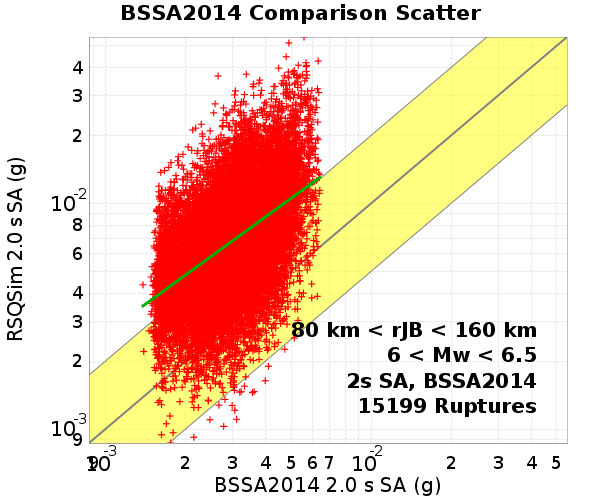 BSSA2014 Comparison Scatter
RSQSim 2.0 s SA (g)
4
3
2
10-2
8
6
4
3
2
10-3
9
80 km < rJB < 160 km
6 < Mw < 6.5
2s SA, BSSA2014
15199 Ruptures
9 10-3 2 3 4 5 6 7 10-2 2 3 4 5
BSSA2014 2.0 s SA (g)